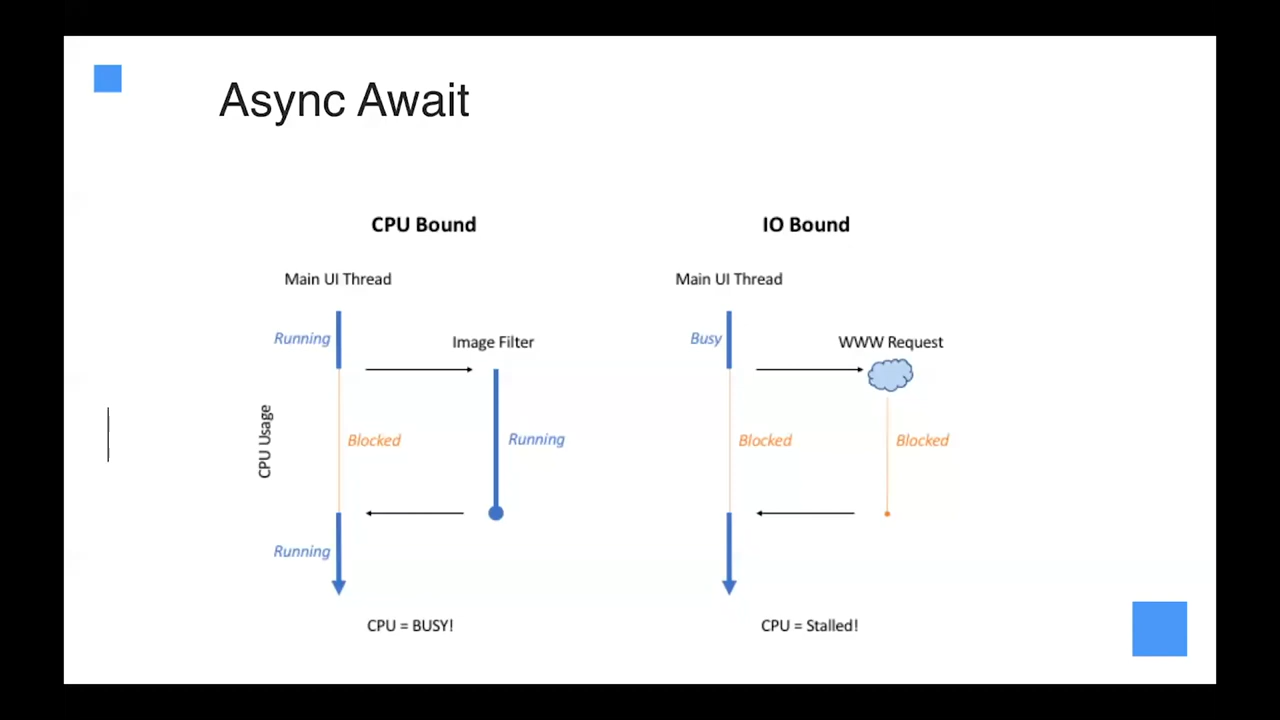 Async Await
CPU Bound
Main UI Thread
Running
Image Filter
CPU Usage
Blocked
Running
Running
CPU = BUSY!
IO Bound
Main UI Thread
Busy
WWW Request
Blocked
Blocked
CPU = Stalled!